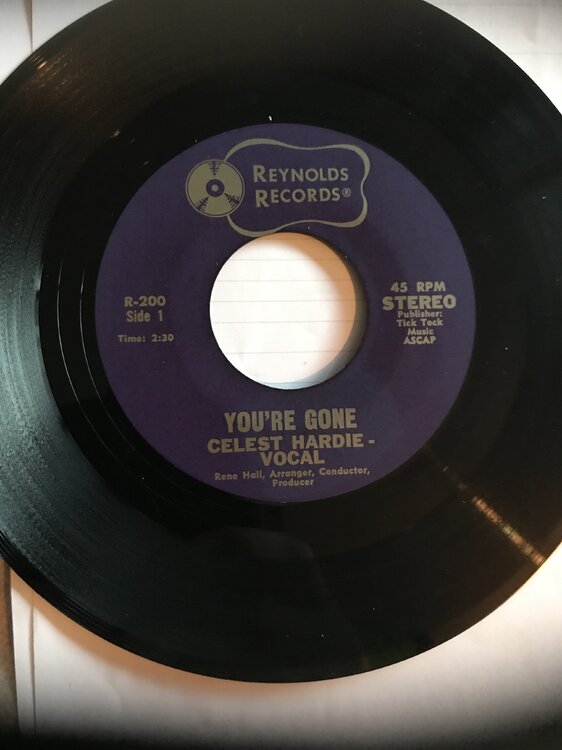 REYNOLDS
RECORDS®
R-200
Side 1
Time: 2:30
45 RPM
STEREO
Publisher:
Tick Tock
Music
ASCAP
YOU'RE GONE
CELEST HARDIE -
VOCAL
Rene Hall, Arranger, Conductor,
Producer